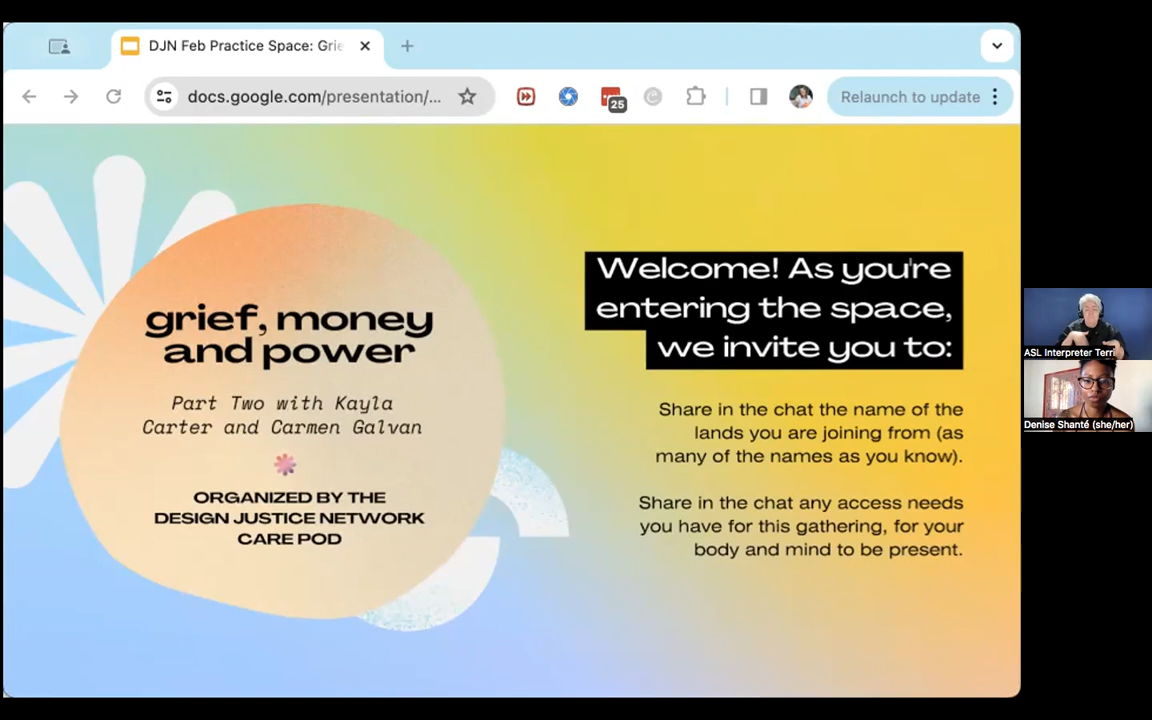 DJN Feb Practice Space: Grie
docs.google.com/presentation/...
25
Relaunch to update
grief, money
and power
Part Two with Kayla
Carter and Carmen Galvan
ORGANIZED BY THE
DESIGN JUSTICE NETWORK
CARE POD
Welcome! As you're
entering the space,
we invite you to:
Share in the chat the name of the
lands you are joining from (as
many of the names as you know).
Share in the chat any access needs
you have for this gathering, for your
body and mind to be present.
ASL Interpreter Terri
Denise Shanté (she/her)